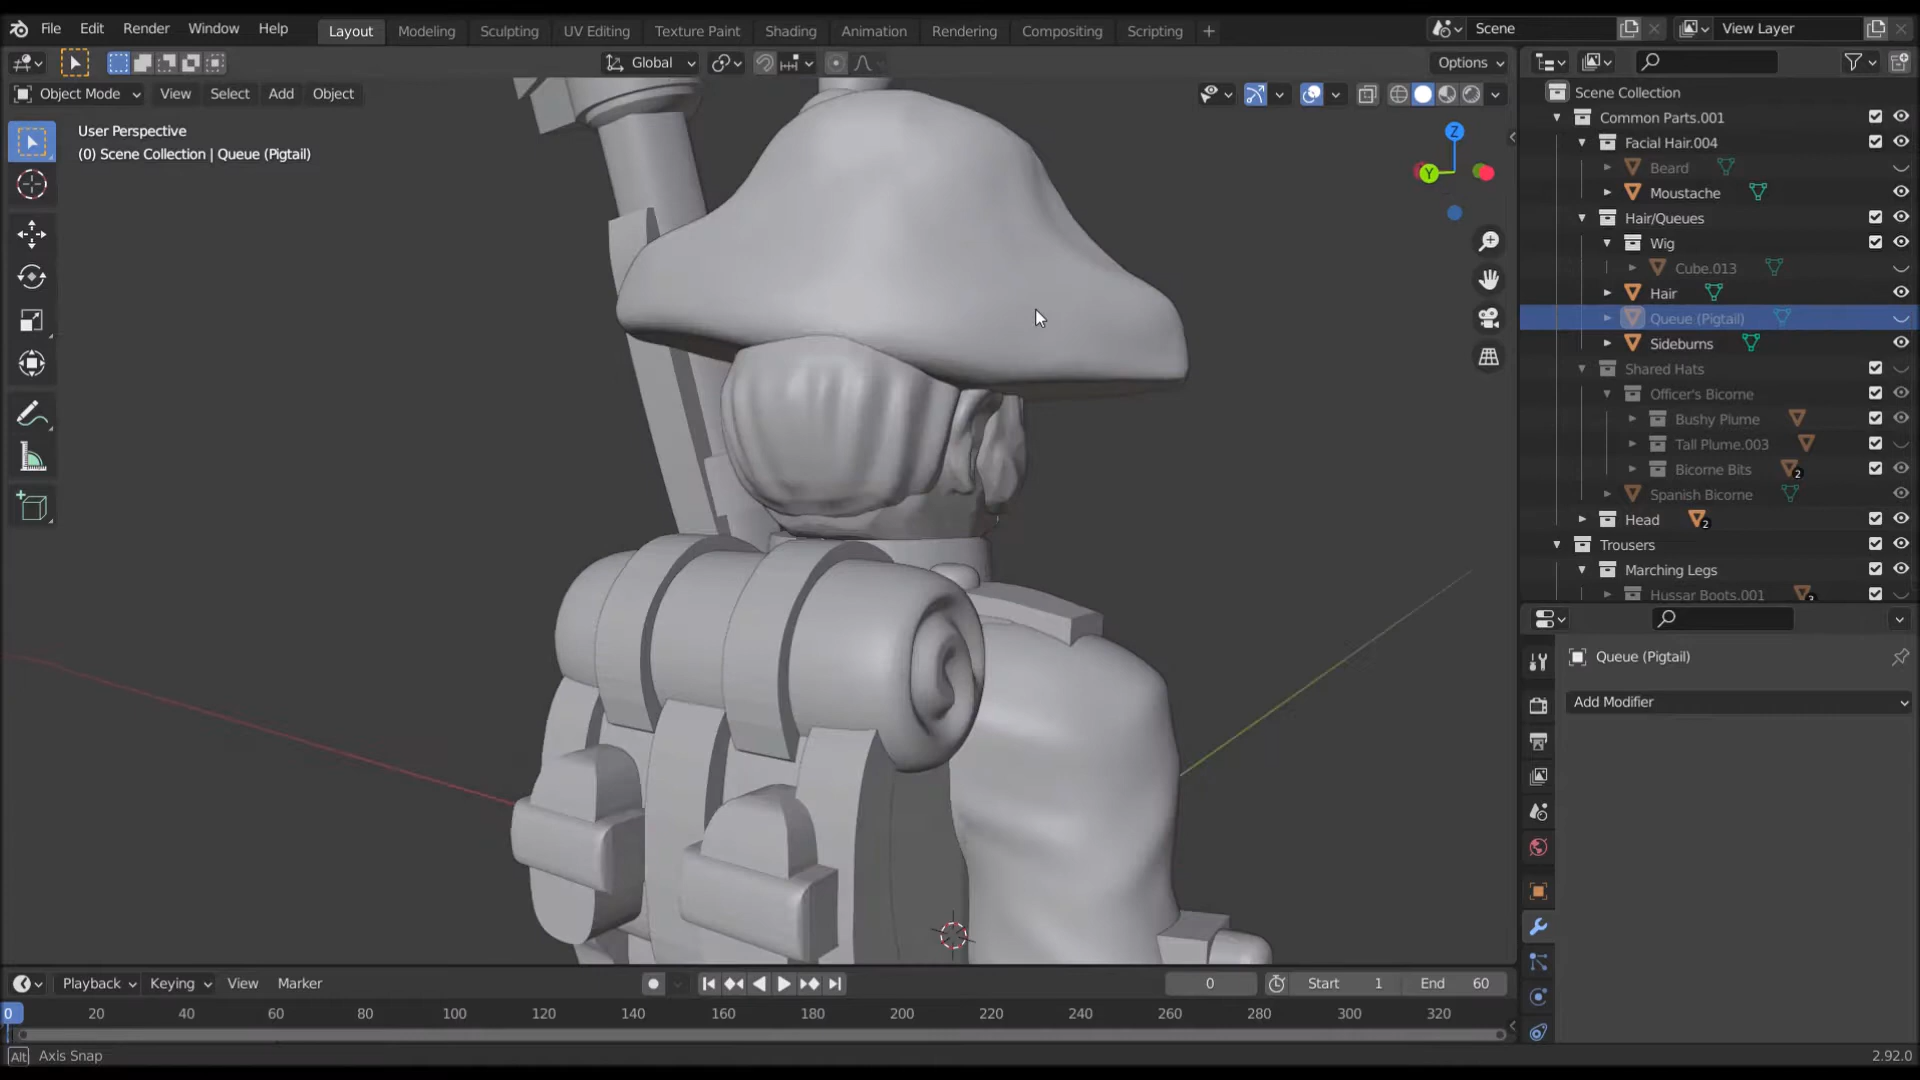 File Edit Render Window Help Layout Modeling Sculpting UV Editing Texture Paint Shading Animation Rendering Compositing Scripting + Scene View Layer
Global Options
Object Mode View Select Add Object
User Perspective
(0) Scene Collection | Queue (Pigtail)
Z
Y
Scene Collection
Common Parts.001
Facial Hair.004
Beard
Moustache
Hair/Queues
Wig
Cube.013
Hair
Queue (Pigtail)
Sideburns
Shared Hats
Officer's Bicorne
Bushy Plume
Tall Plume.003
Bicorne Bits 2
Spanish Bicorne
Head 2
Trousers
Marching Legs
Hussar Boots.001 3
Queue (Pigtail)
Add Modifier
Playback Keying View Marker 0 Start 1 End 60
0 20 40 60 80 100 120 140 160 180 200 220 240 260 280 300 320
Alt Axis Snap 2.92.0